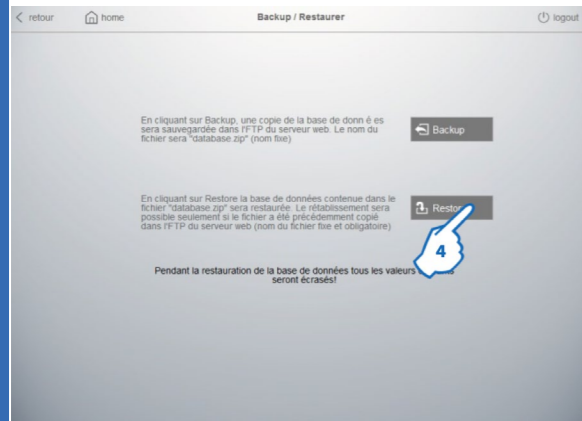 retour home Backup / Restaurer logout
En cliquant sur Backup, une copie de la base de donn é es
sera sauvegardée dans l'FTP du serveur web. Le nom du
fichier sera "database.zip" (nom fixe)
Backup
En cliquant sur Restore la base de données contenue dans le
fichier "database.zip" sera restaurée. Le rétablissement sera
possible seulement si le fichier a été précédemment copié
dans l'FTP du serveur web (nom du fichier fixe et obligatoire)
4
Pendant la restauration de la base de données tous les valeurs
seront écrasés!